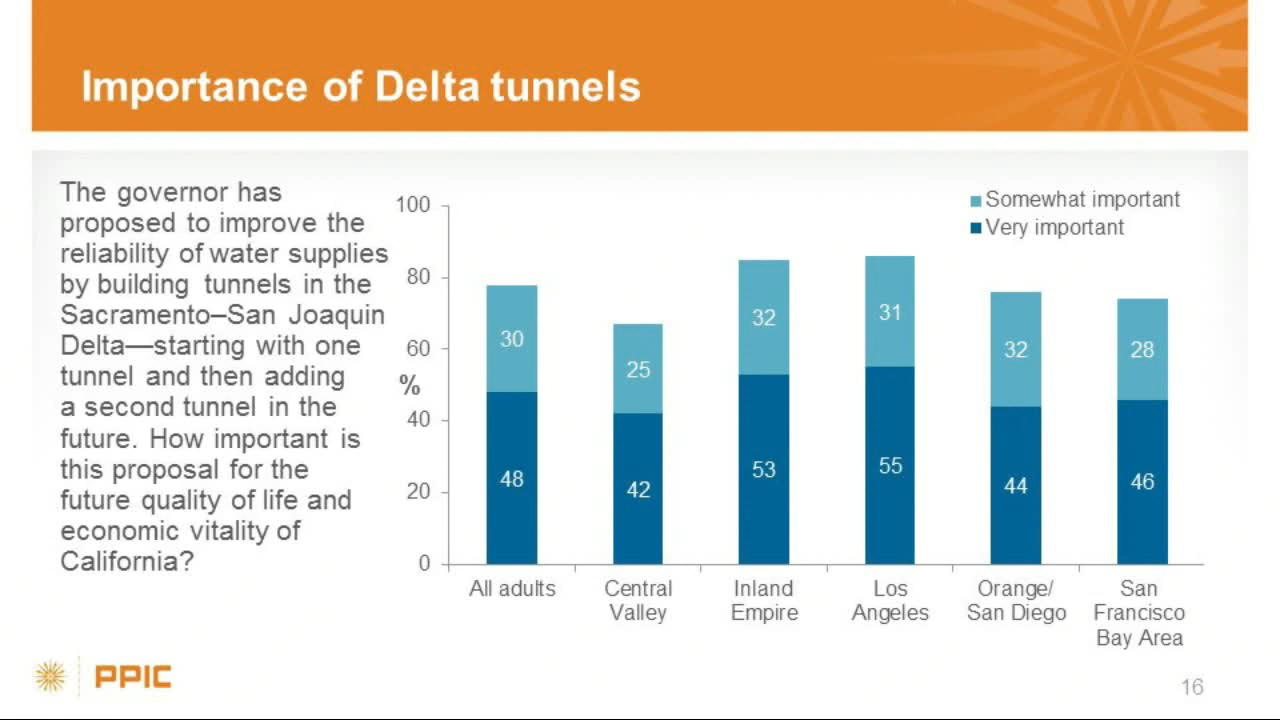 Importance of Delta tunnels
The governor has
proposed to improve the
reliability of water supplies
by building tunnels in the
Sacramento–San Joaquin
Delta—starting with one
tunnel and then adding
a second tunnel in the
future. How important is
this proposal for the
future quality of life and
economic vitality of
California?
Somewhat important
Very important
100
80
60
%
40
20
0
30
25
32
31
32
28
48
42
53
55
44
46
All adults
Central
Valley
Inland
Empire
Los
Angeles
Orange/
San Diego
San
Francisco
Bay Area
PPIC
16